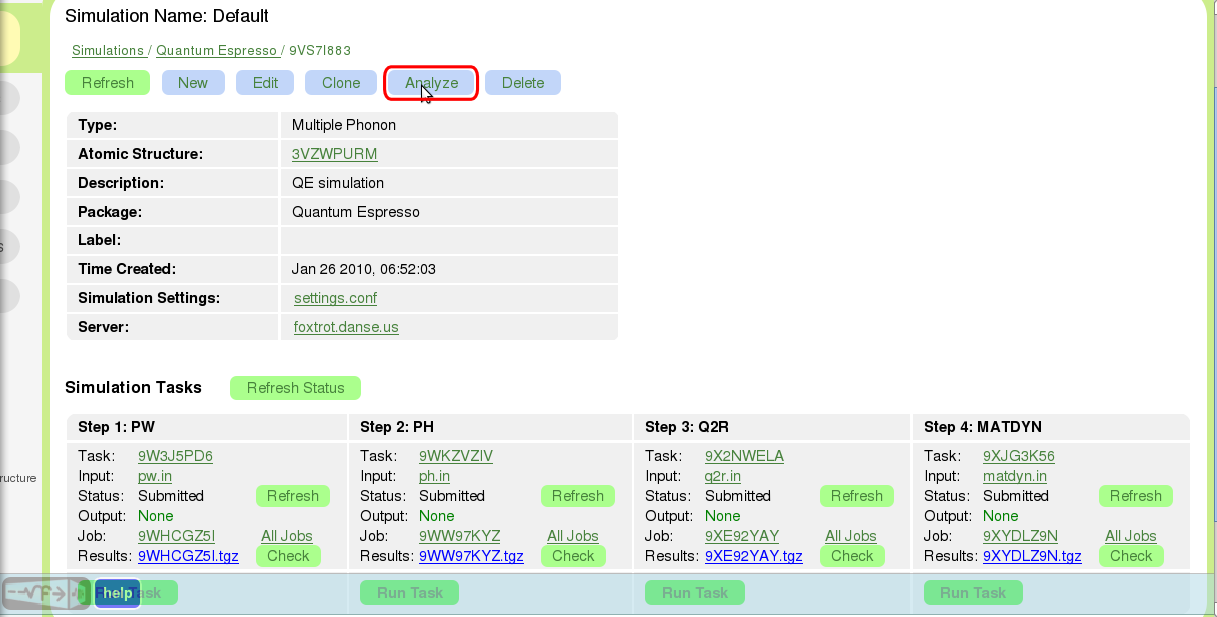 Simulation Name: Default
Simulations / Quantum Espresso / 9VS7I883
Refresh New Edit Clone Analyze Delete
Type: Multiple Phonon
Atomic Structure: 3VZWPURM
Description: QE simulation
Package: Quantum Espresso
Label:
Time Created: Jan 26 2010, 06:52:03
Simulation Settings: settings.conf
Server: foxtrot.danse.us
Simulation Tasks Refresh Status
Step 1: PW Step 2: PH Step 3: Q2R Step 4: MATDYN
Task: 9W3J5PD6 Task: 9WKZVZIV Task: 9X2NWELA Task: 9XJG3K56
Input: pw.in Input: ph.in Input: q2r.in Input: matdyn.in
Status: Submitted Refresh Status: Submitted Refresh Status: Submitted Refresh Status: Submitted Refresh
Output: None Output: None Output: None Output: None
Job: 9WHCGZ5I All Jobs Job: 9WW97KYZ All Jobs Job: 9XE92YAY All Jobs Job: 9XYDLZ9N All Jobs
Results: 9WHCGZ5I.tgz Check Results: 9WW97KYZ.tgz Check Results: 9XE92YAY.tgz Check Results: 9XYDLZ9N.tgz Check
help Task Run Task Run Task Run Task
ructure